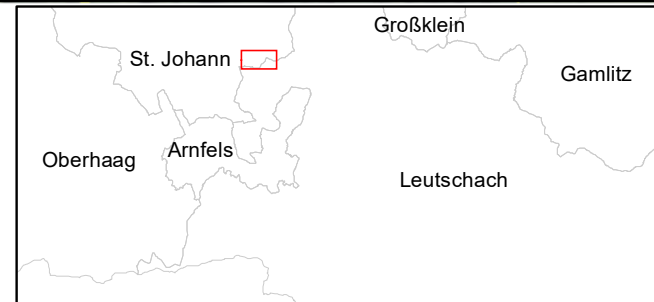 Großklein
St. Johann
Gamlitz
Arnfels
Oberhaag
Leutschach